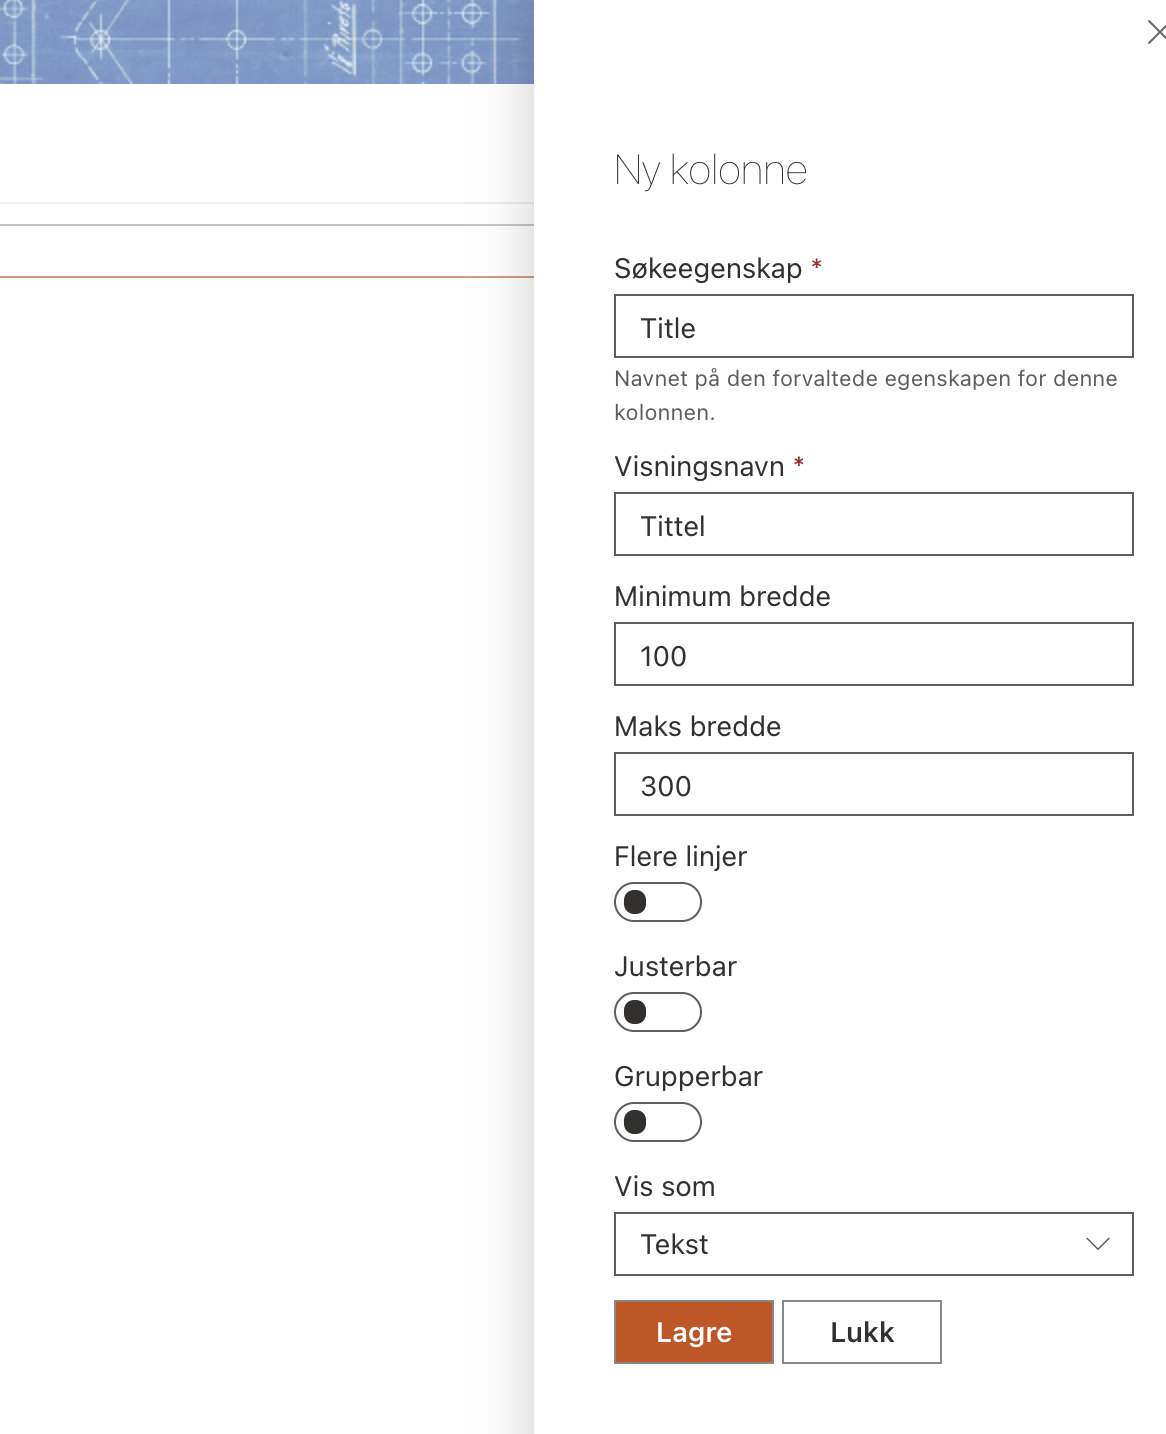 Ny kolonne
Søkeegenskap *
Title
Navnet på den forvaltede egenskapen for denne
kolonnen.
Visningsnavn *
Tittel
Minimum bredde
100
Maks bredde
300
Flere linjer
Justerbar
Grupperbar
Vis som
Tekst
Lagre
Lukk